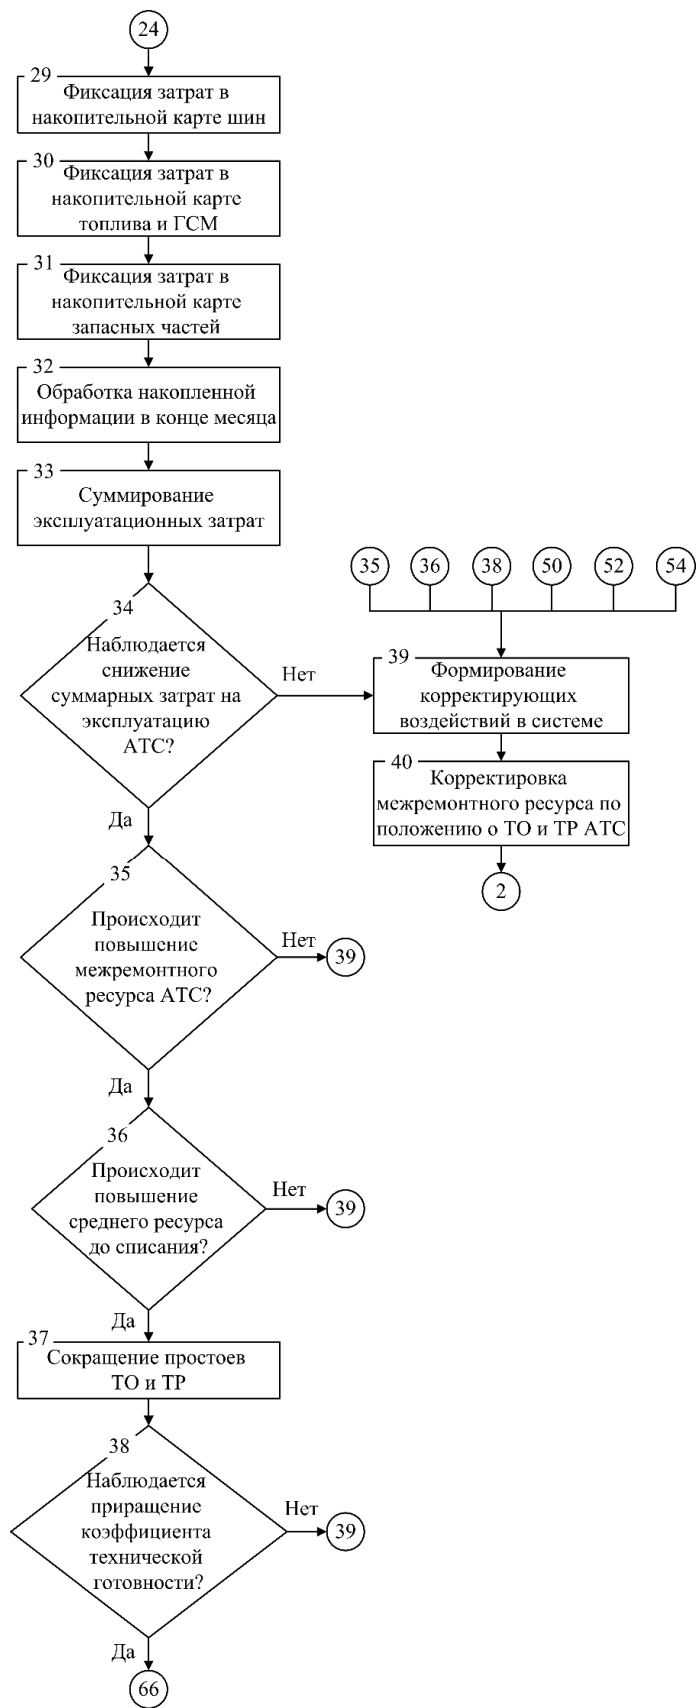 24
29
Фиксация затрат в
накопительной карте шин
30
Фиксация затрат в
накопительной карте
топлива и ГСМ
31
Фиксация затрат в
накопительной карте
запасных частей
32
Обработка накопленной
информации в конце месяца
33
Суммирование
эксплуатационных затрат
34
Наблюдается
снижение
суммарных затрат на
эксплуатацию
АТС?
Нет
Да
35 36 38 50 52 54
39
Формирование
корректирующих
воздействий в системе
40
Корректировка
межремонтного ресурса по
положению о ТО и ТР АТС
2
35
Происходит
повышение
межремонтного
ресурса АТС?
Нет
39
Да
36
Происходит
повышение
среднего ресурса
до списания?
Нет
39
Да
37
Сокращение простоев
ТО и ТР
38
Наблюдается
приращение
коэффициента
технической
готовности?
Нет
39
Да
66